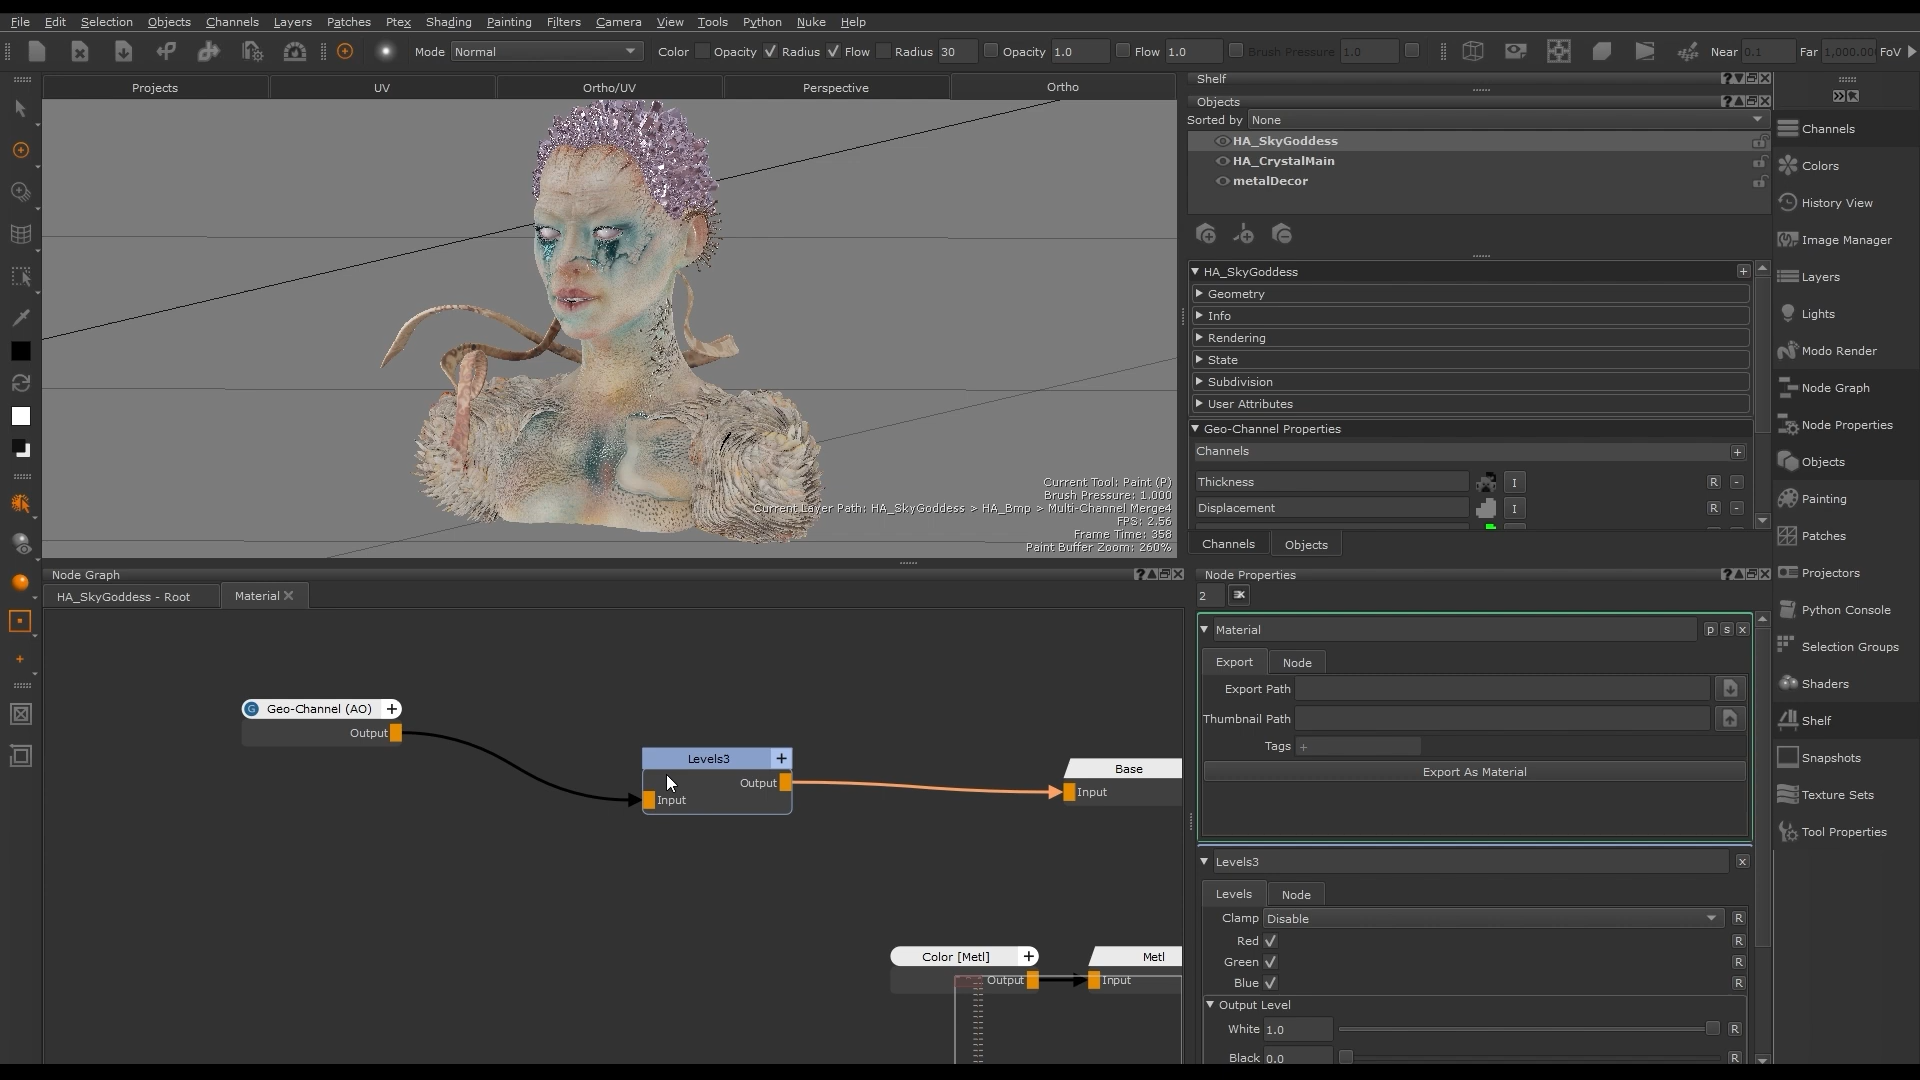 File Edit Selection Objects Channels Layers Patches Ptex Shading Painting Filters Camera View Tools Python Nuke Help
Mode Normal Color Opacity Radius Flow Radius 30 Opacity 1.0 Flow 1.0 Brush Pressure 1.0 Near 0.1 Far 1,000.00 FoV
Projects UV Ortho/UV Perspective Ortho
Current Tool: Paint (P)
Brush Pressure: 1.000
Current Layer Path: HA_SkyGoddess > HA_Bmp > Multi-Channel Merge4
FPS: 2.56
Frame Time: 358
Paint Buffer Zoom: 260%
Shelf
Objects
Sorted by None
HA_SkyGoddess
HA_CrystalMain
metalDecor
HA_SkyGoddess
Geometry
Info
Rendering
State
Subdivision
User Attributes
Geo-Channel Properties
Channels
Thickness I R -
Displacement I R -
Channels Objects
Channels
Colors
History View
Image Manager
Layers
Lights
Modo Render
Node Graph
Node Properties
Objects
Painting
Patches
Projectors
Python Console
Selection Groups
Shaders
Shelf
Snapshots
Texture Sets
Tool Properties
Node Graph
HA_SkyGoddess - Root Material
Geo-Channel (AO) +
Output
Levels3 +
Output
Input
Base
Input
Color [Metl] +
Output
Metl
Input
Node Properties
2
Material p s x
Export Node
Export Path
Thumbnail Path
Tags +
Export As Material
Levels3 x
Levels Node
Clamp Disable R
Red R
Green R
Blue R
Output Level
White 1.0 R
Black 0.0 R